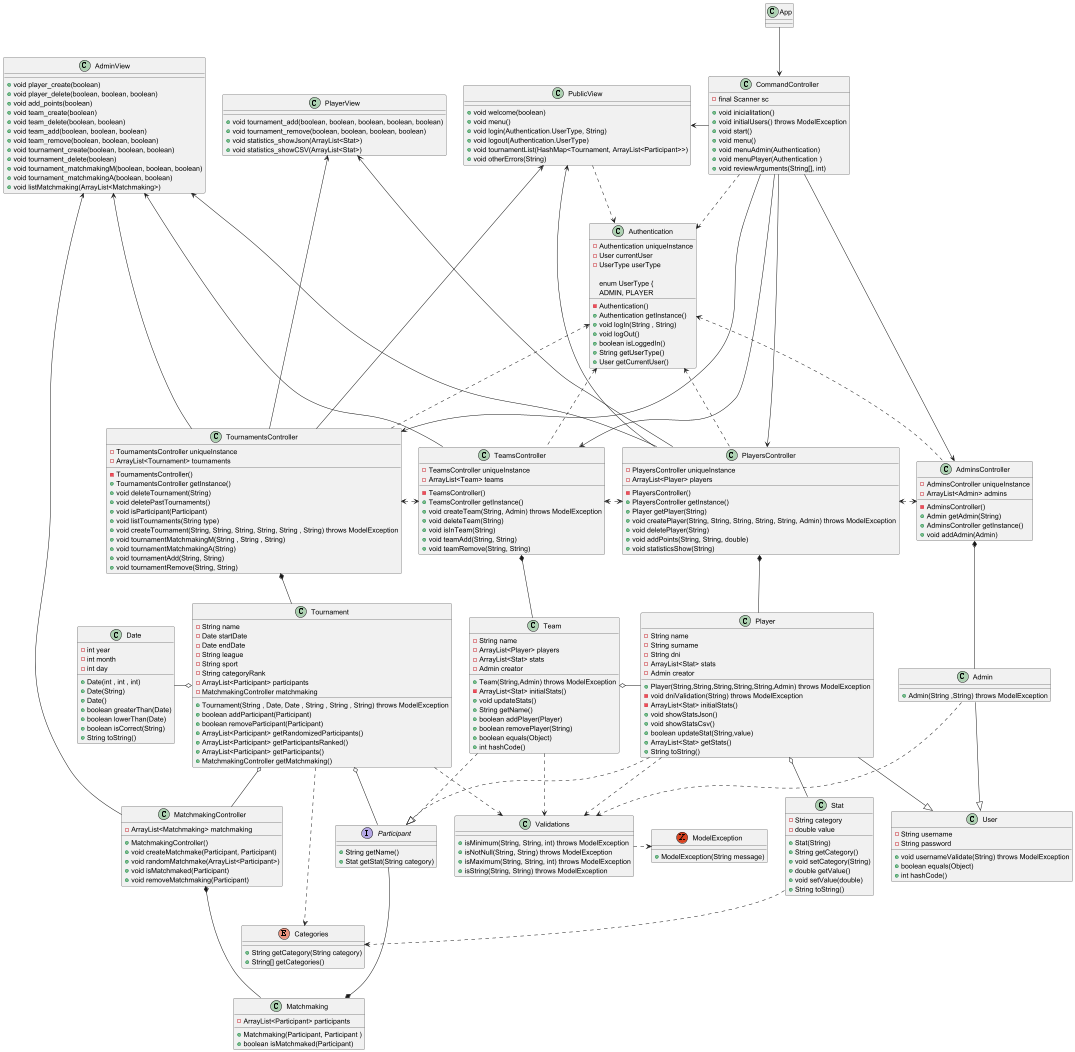 App
CommandController
final Scanner sc
void inicialitation()
void initialUsers() throws ModelException
void start()
void menu()
void menuAdmin(Authentication)
void menuPlayer(Authentication )
void reviewArguments(String[], int)
AdminView
void player_create(boolean)
void player_delete(boolean, boolean, boolean)
void add_points(boolean)
void team_create(boolean)
void team_delete(boolean, boolean)
void team_add(boolean, boolean, boolean)
void team_remove(boolean, boolean, boolean)
void tournament_create(boolean, boolean, boolean)
void tournament_delete(boolean)
void tournament_matchmakingM(boolean, boolean, boolean)
void tournament_matchmakingA(boolean, boolean)
void listMatchmaking(ArrayList<Matchmaking>)
PlayerView
void tournament_add(boolean, boolean, boolean, boolean, boolean)
void tournament_remove(boolean, boolean, boolean, boolean)
void statistics_showJson(ArrayList<Stat>)
void statistics_showCSV(ArrayList<Stat>)
PublicView
void welcome(boolean)
void menu()
void login(Authentication.UserType, String)
void logout(Authentication.UserType)
void tournamentList(HashMap<Tournament, ArrayList<Participant>>)
void otherErrors(String)
Authentication
Authentication uniqueInstance
User currentUser
UserType userType
enum UserType {
ADMIN, PLAYER
Authentication()
Authentication getInstance()
void logIn(String , String)
void logOut()
boolean isLoggedIn()
String getUserType()
User getCurrentUser()
TournamentsController
TournamentsController uniqueInstance
ArrayList<Tournament> tournaments
TournamentsController()
TournamentsController getInstance()
void deleteTournament(String)
void deletePastTournaments()
void isParticipant(Participant)
void listTournaments(String type)
void createTournament(String, String, String, String, String , String) throws ModelException
void tournamentMatchmakingM(String , String , String)
void tournamentMatchmakingA(String)
void tournamentAdd(String, String)
void tournamentRemove(String, String)
TeamsController
TeamsController uniqueInstance
ArrayList<Team> teams
TeamsController()
TeamsController getInstance()
void createTeam(String, Admin) throws ModelException
void deleteTeam(String)
void isInTeam(String)
void teamAdd(String, String)
void teamRemove(String, String)
PlayersController
PlayersController uniqueInstance
ArrayList<Player> players
PlayersController()
PlayersController getInstance()
Player getPlayer(String)
void createPlayer(String, String, String, String, String, Admin) throws ModelException
void deletePlayer(String)
void addPoints(String, String, double)
void statisticsShow(String)
AdminsController
AdminsController uniqueInstance
ArrayList<Admin> admins
AdminsController()
Admin getAdmin(String)
AdminsController getInstance()
void addAdmin(Admin)
Date
int year
int month
int day
Date(int , int , int)
Date(String)
Date()
boolean greaterThan(Date)
boolean lowerThan(Date)
boolean isCorrect(String)
String toString()
Tournament
String name
Date startDate
Date endDate
String league
String sport
String categoryRank
ArrayList<Participant> participants
MatchmakingController matchmaking
Tournament(String , Date, Date , String , String , String) throws ModelException
boolean addParticipant(Participant)
boolean removeParticipant(Participant)
ArrayList<Participant> getRandomizedParticipants()
ArrayList<Participant> getParticipantsRanked()
ArrayList<Participant> getParticipants()
MatchmakingController getMatchmaking()
Team
String name
ArrayList<Player> players
ArrayList<Stat> stats
Admin creator
Team(String,Admin) throws ModelException
ArrayList<Stat> initialStats()
void updateStats()
String getName()
boolean addPlayer(Player)
boolean removePlayer(String)
boolean equals(Object)
int hashCode()
Player
String name
String surname
String dni
ArrayList<Stat> stats
Admin creator
Player(String,String,String,String,String,Admin) throws ModelException
void dniValidation(String) throws ModelException
ArrayList<Stat> initialStats()
void showStatsJson()
void showStatsCsv()
boolean updateStat(String,value)
ArrayList<Stat> getStats()
String toString()
Admin
Admin(String ,String) throws ModelException
MatchmakingController
ArrayList<Matchmaking> matchmaking
MatchmakingController()
void createMatchmake(Participant, Participant)
void randomMatchmake(ArrayList<Participant>)
void isMatchmaked(Participant)
void removeMatchmaking(Participant)
Participant
String getName()
Stat getStat(String category)
Validations
isMinimum(String, String, int) throws ModelException
isNotNull(String, String) throws ModelException
isMaximum(String, String, int) throws ModelException
isString(String, String) throws ModelException
ModelException
ModelException(String message)
Stat
String category
double value
Stat(String)
String getCategory()
void setCategory(String)
double getValue()
void setValue(double)
String toString()
User
String username
String password
void usernameValidate(String) throws ModelException
boolean equals(Object)
int hashCode()
Categories
String getCategory(String category)
String[] getCategories()
Matchmaking
ArrayList<Participant> participants
Matchmaking(Participant, Participant )
boolean isMatchmaked(Participant)